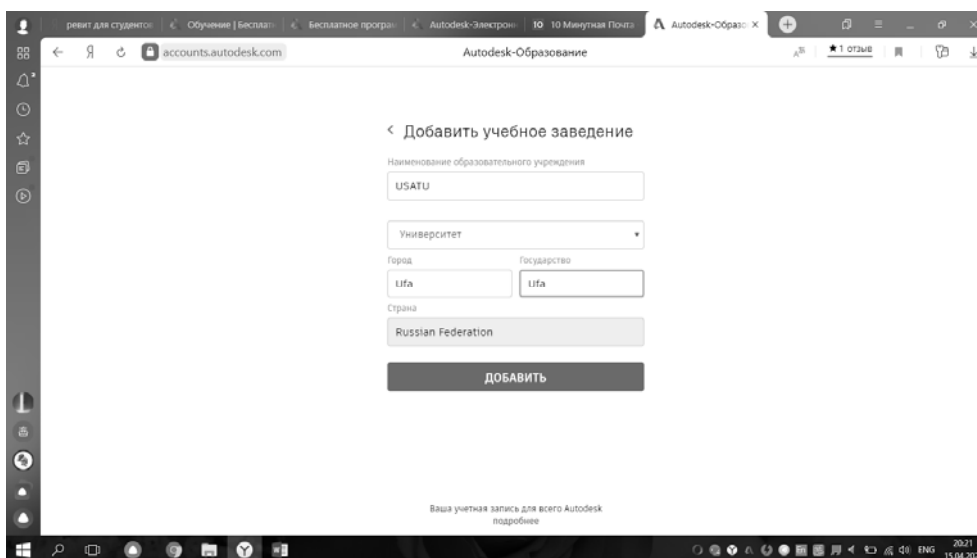 ревит для студентов
Обучение | Бесплат
Бесплатное програм
Autodesk-Электрон
10 10 Минутная Почта
Autodesk-Образо
accounts.autodesk.com
Autodesk-Образование
★ 1 отзыв
Добавить учебное заведение
Наименование образовательного учреждения
USATU
Университет
Город
Государство
Ufa
Ufa
Страна
Russian Federation
ДОБАВИТЬ
Ваша учетная запись для всего Autodesk
подробнее
ENG
20:21